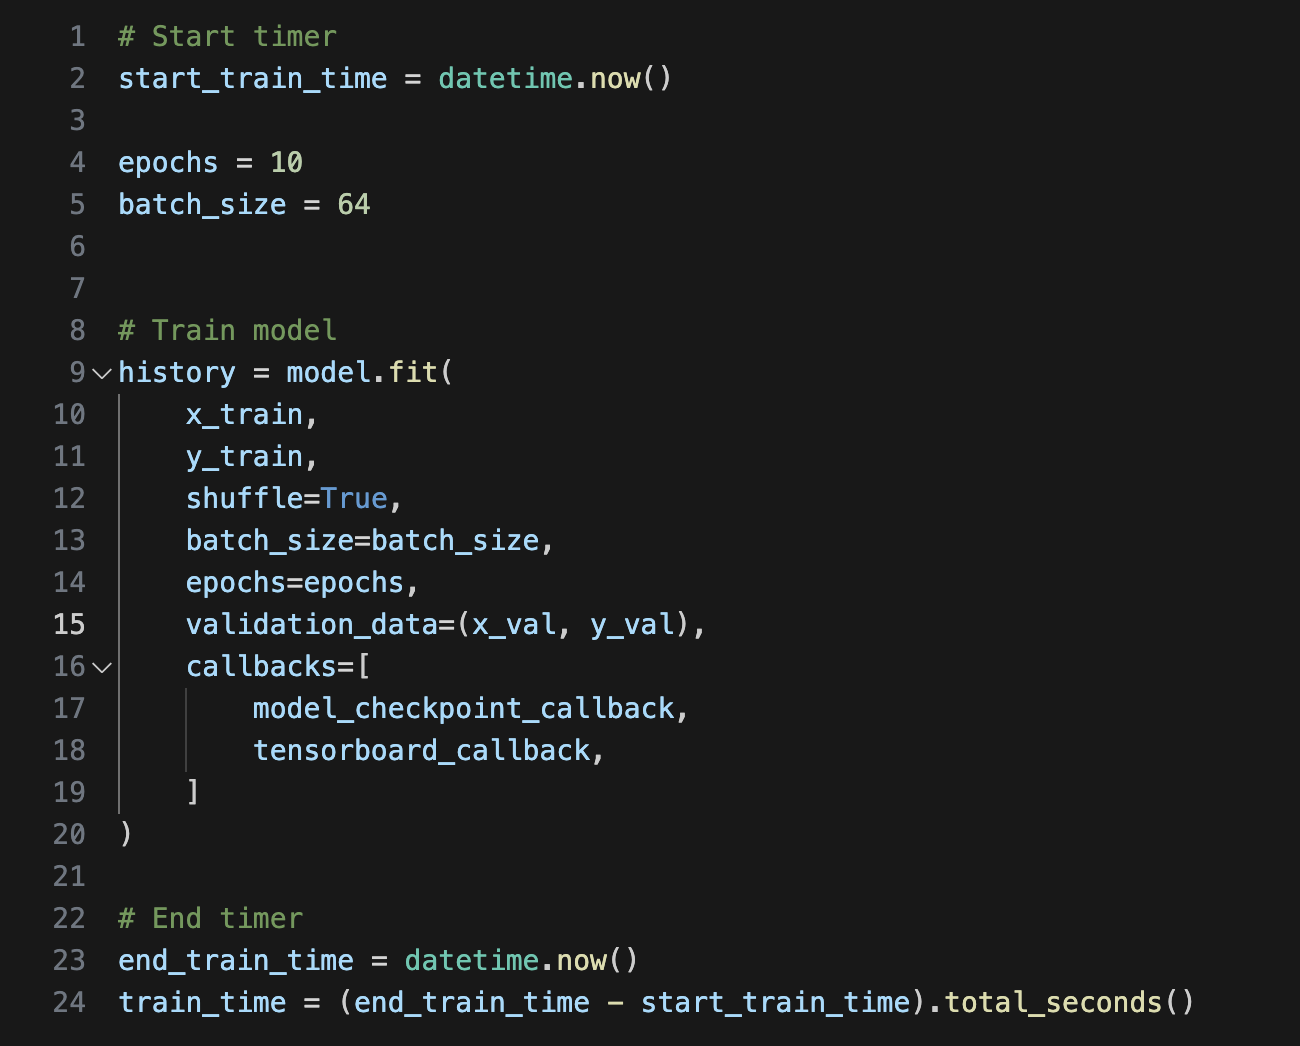 1 # Start timer
2 start_train_time = datetime.now()
3
4 epochs = 10
5 batch_size = 64
6
7
8 # Train model
9 history = model.fit(
10     x_train,
11     y_train,
12     shuffle=True,
13     batch_size=batch_size,
14     epochs=epochs,
15     validation_data=(x_val, y_val),
16     callbacks=[
17         model_checkpoint_callback,
18         tensorboard_callback,
19     ]
20 )
21
22 # End timer
23 end_train_time = datetime.now()
24 train_time = (end_train_time - start_train_time).total_seconds()